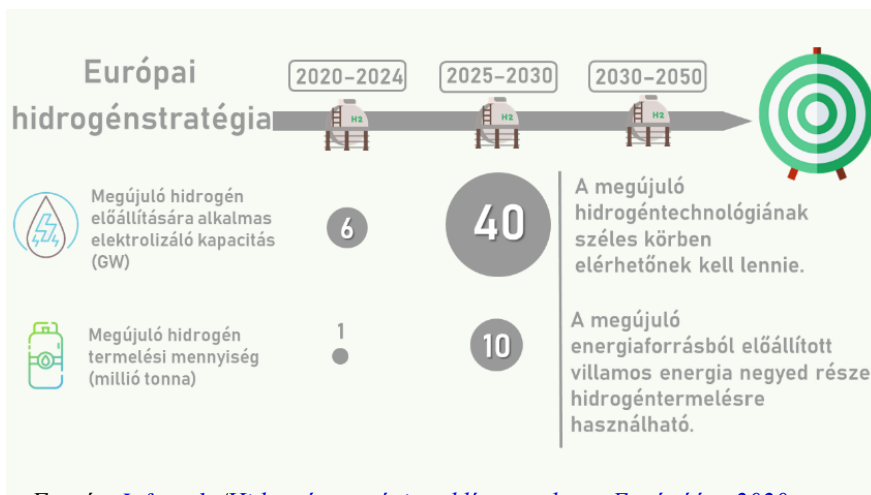 Európai
hidrogénstratégia
2020–2024
2025–2030
2030–2050
H2
H2
H2
Megújuló hidrogén
előállítására alkalmas
elektrolizáló kapacitás
(GW)
6
40
A megújuló
hidrogéntechnológiának
széles körben
elérhetőnek kell lennie.
Megújuló hidrogén
termelési mennyiség
(millió tonna)
1
10
A megújuló
energiaforrásból előállított
villamos energia negyed része
hidrogéntermelésre
használható.